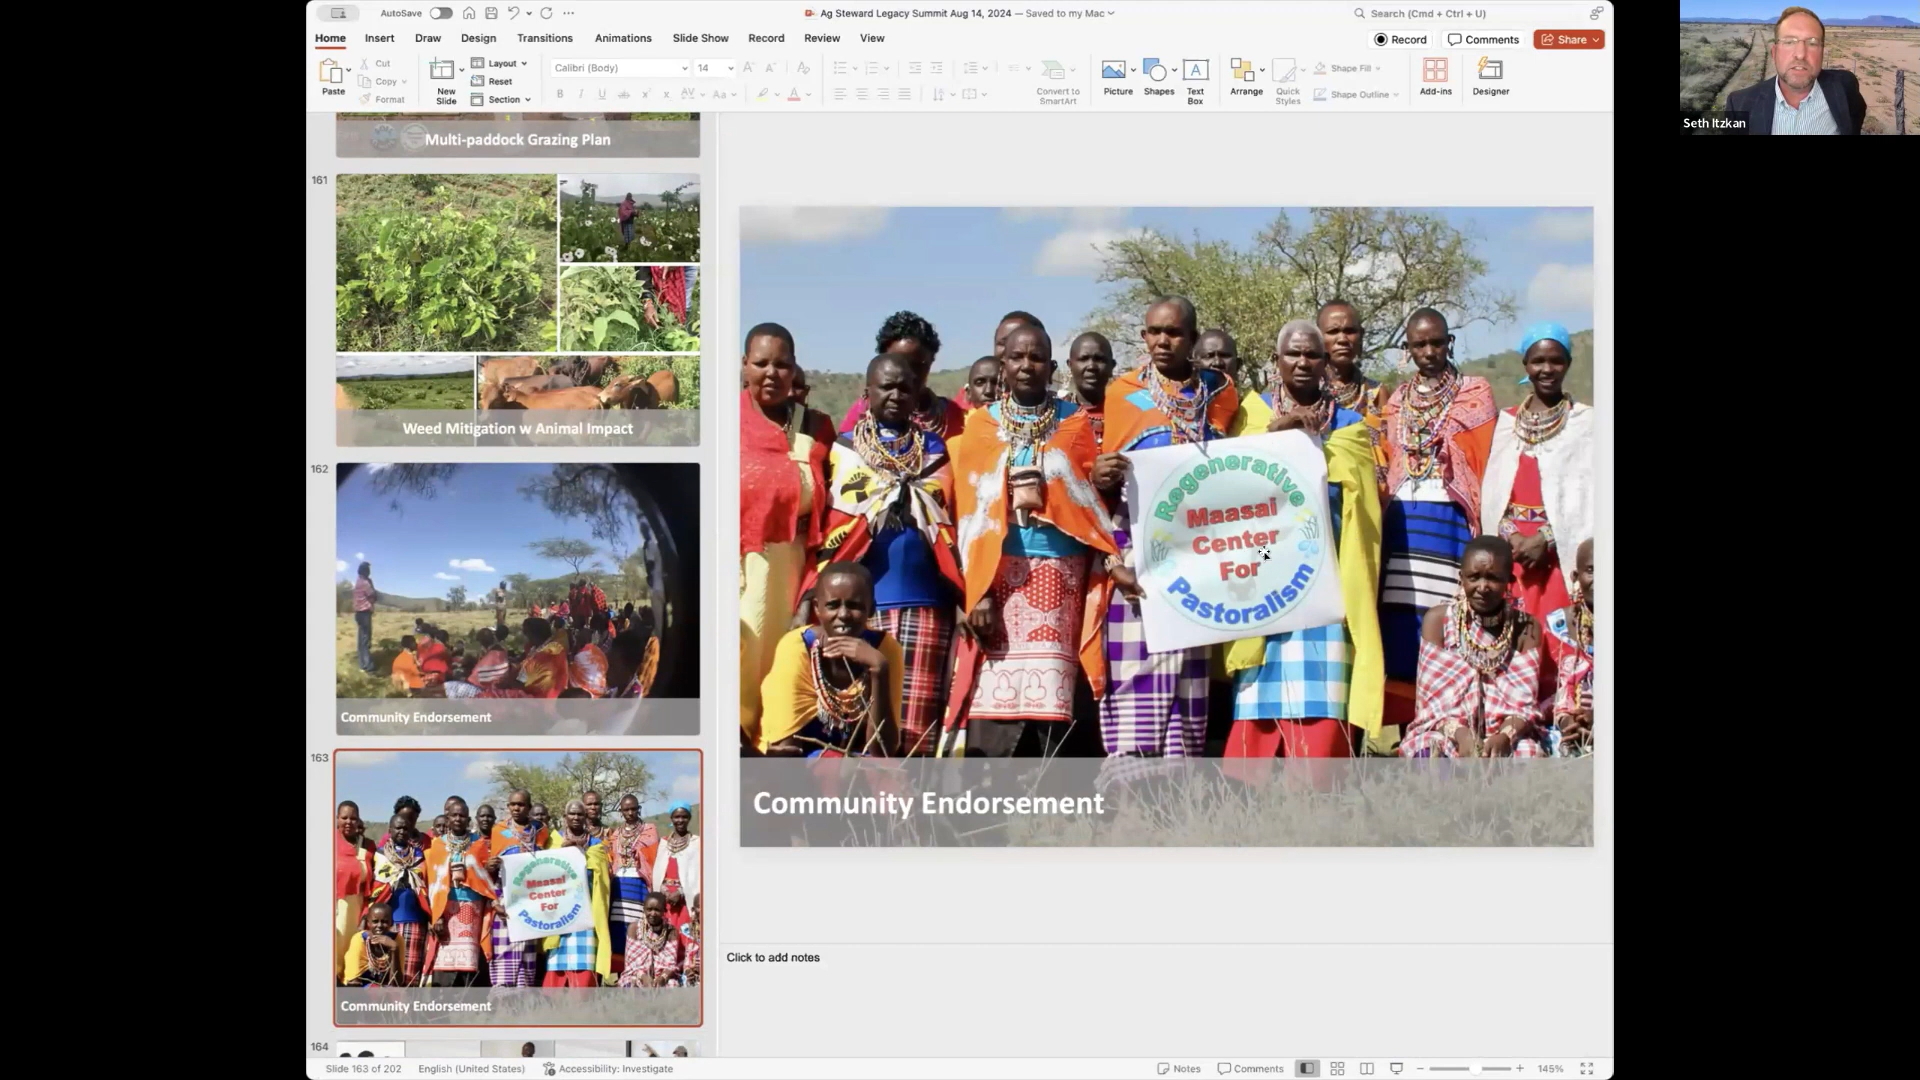 AutoSave
Ag Steward Legacy Summit Aug 14, 2024 — Saved to my Mac
Search (Cmd + Ctrl + U)
Home Insert Draw Design Transitions Animations Slide Show Record Review View
Record Comments Share
Paste
Cut
Copy
Format
New Slide
Layout
Reset
Section
Calibri (Body) 14
Convert to SmartArt
Picture
Shapes
Text Box
Arrange
Quick Styles
Shape Fill
Shape Outline
Add-ins
Designer
Seth Itzkan
Multi-paddock Grazing Plan
161
Weed Mitigation w Animal Impact
162
Community Endorsement
163
Regenerative
Maasai
Center
For
Pastoralism
Community Endorsement
164
Regenerative
Maasai
Center
For
Pastoralism
Community Endorsement
Click to add notes
Slide 163 of 202 English (United States) Accessibility: Investigate
Notes Comments 145%